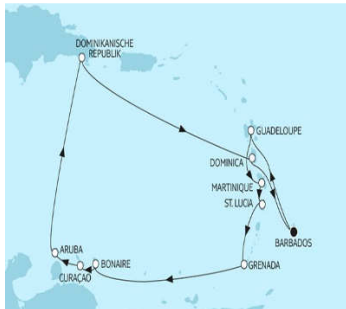 DOMINIKANISCHE
REPUBLIK
GUADELOUPE
DOMINICA
MARTINIQUE
ST. LUCIA
BARBADOS
ARUBA
BONAIRE
GRENADA
CURAÇAO